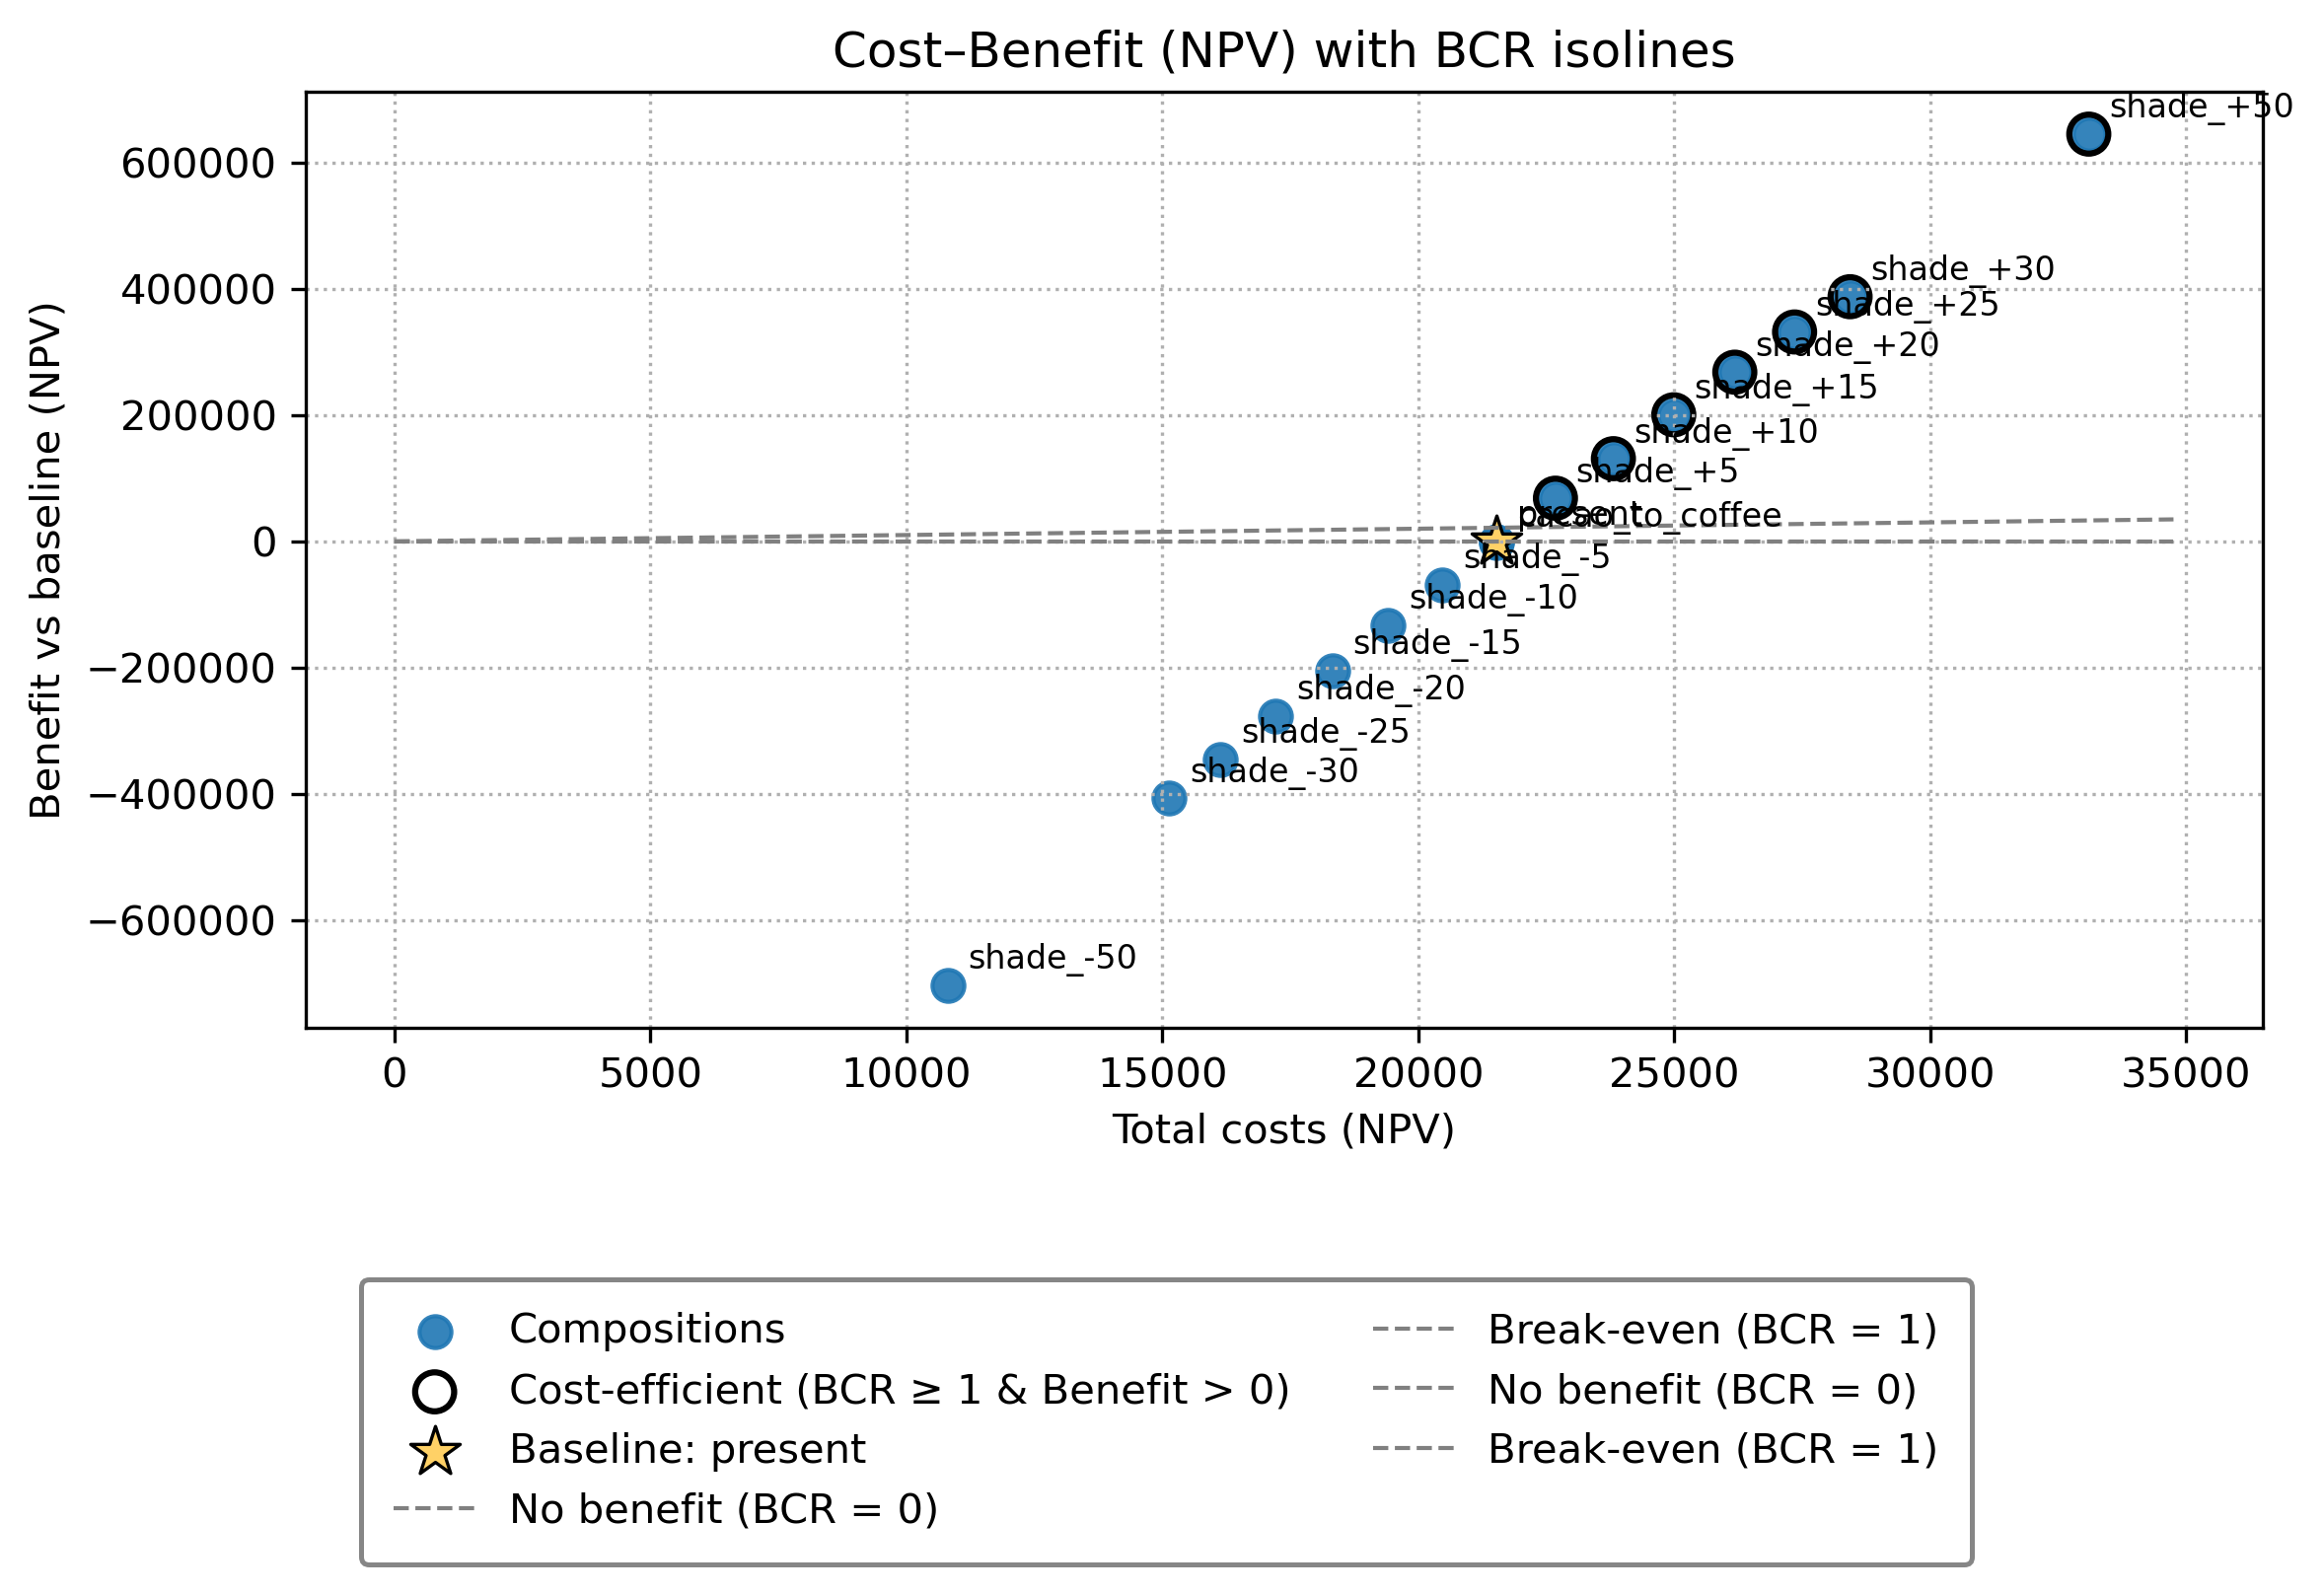 Cost–Benefit (NPV) with BCR isolines
Benefit vs baseline (NPV)
600000
400000
200000
0
−200000
−400000
−600000
shade_+50
shade_+30
shade_+25
shade_+20
shade_+15
shade_+10
shade_+5
present
cacao_to_coffee
shade_-5
shade_-10
shade_-15
shade_-20
shade_-25
shade_-30
shade_-50
0 5000 10000 15000 20000 25000 30000 35000
Total costs (NPV)
Compositions
Cost-efficient (BCR ≥ 1 & Benefit > 0)
Baseline: present
No benefit (BCR = 0)
Break-even (BCR = 1)
No benefit (BCR = 0)
Break-even (BCR = 1)